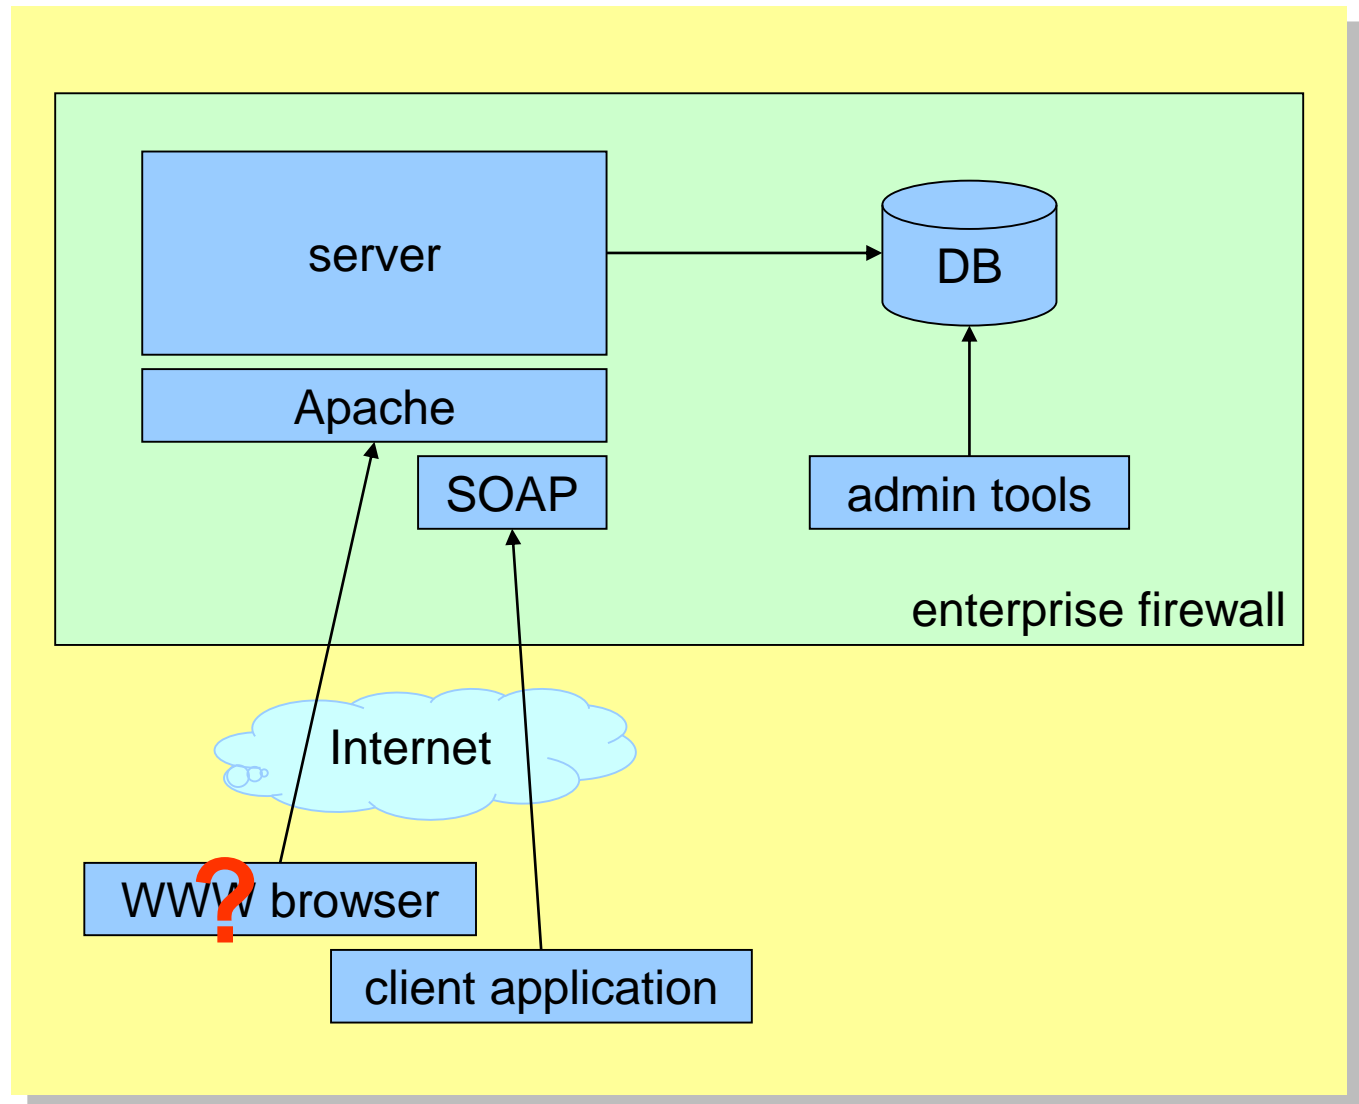 server
DB
Apache
SOAP
admin tools
enterprise firewall
Internet
WWW browser
?
client application